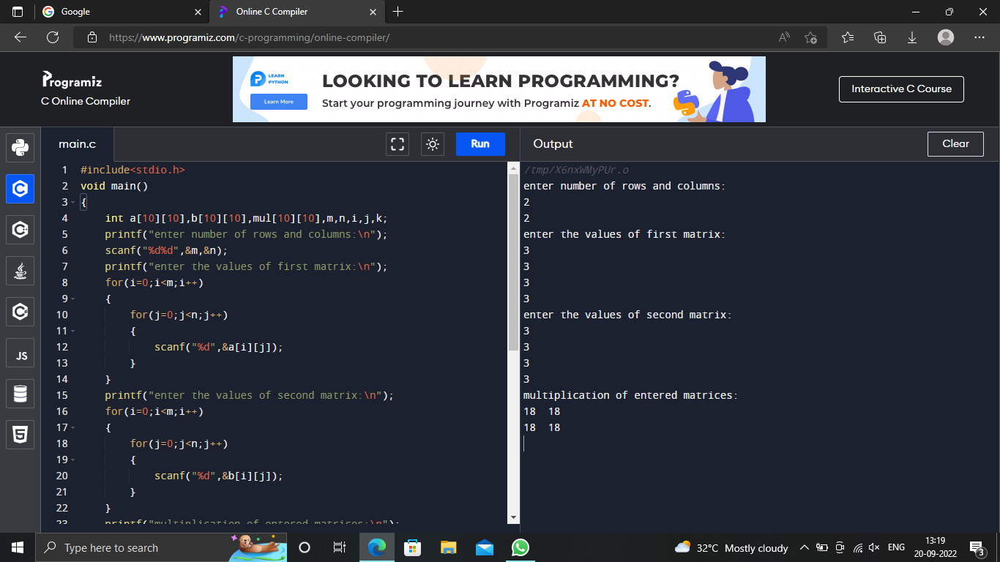 Google
Online C Compiler
https://www.programiz.com/c-programming/online-compiler/
Programiz
C Online Compiler
LEARN
PYTHON
Learn More
LOOKING TO LEARN PROGRAMMING?
Start your programming journey with Programiz AT NO COST.
Interactive C Course
main.c
Run
Output
Clear
JS
1 #include<stdio.h>
2 void main()
3 {
4 int a[10][10],b[10][10],mul[10][10],m,n,i,j,k;
5 printf("enter number of rows and columns:\n");
6 scanf("%d%d",&m,&n);
7 printf("enter the values of first matrix:\n");
8 for(i=0;i<m;i++)
9 {
10 for(j=0;j<n;j++)
11 {
12 scanf("%d",&a[i][j]);
13 }
14 }
15 printf("enter the values of second matrix:\n");
16 for(i=0;i<m;i++)
17 {
18 for(j=0;j<n;j++)
19 {
20 scanf("%d",&b[i][j]);
21 }
22 }
23 printf("multiplication of entered matrices:\n");
/tmp/X6nxWMyPUr.o
enter number of rows and columns:
2
2
enter the values of first matrix:
3
3
3
3
enter the values of second matrix:
3
3
3
3
multiplication of entered matrices:
18 18
18 18
Type here to search
32°C Mostly cloudy
ENG
13:19
20-09-2022
3